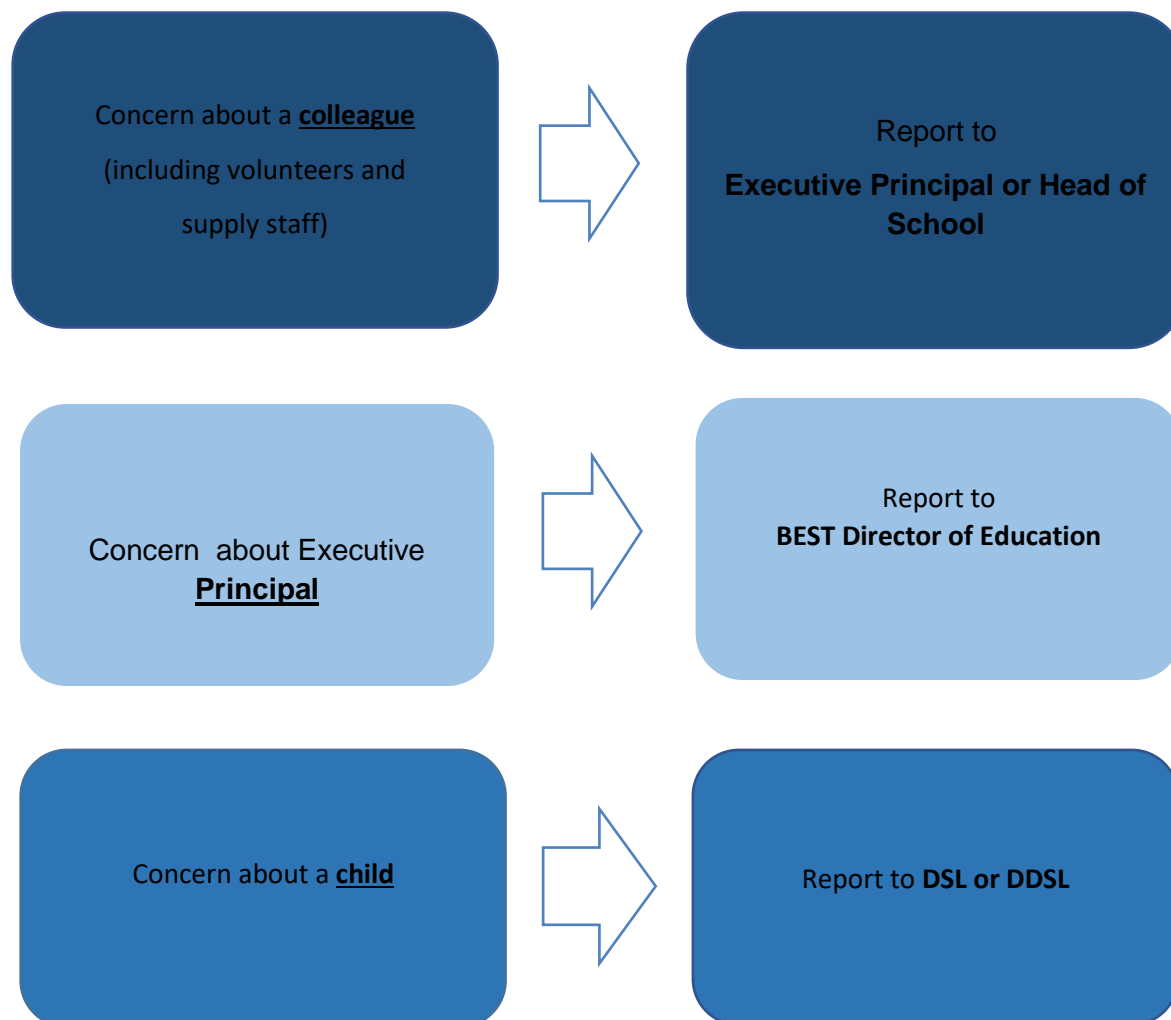 Concern about a colleague
(including volunteers and
supply staff)
Report to
Executive Principal or Head of
School
Concern  about Executive
Principal
Report to
BEST Director of Education
Concern about a child
Report to DSL or DDSL